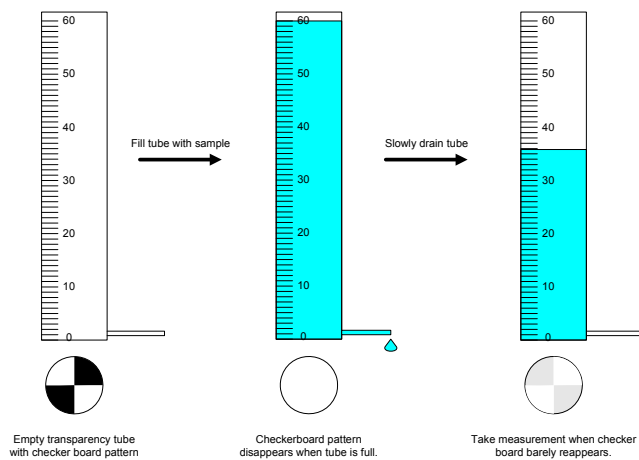 60
50
40
30
20
10
0
60
50
40
30
20
10
0
60
50
40
30
20
10
0
Fill tube with sample
Slowly drain tube
Empty transparency tube
with checker board pattern
Checkerboard pattern
disappears when tube is full.
Take measurement when checker
board barely reappears.